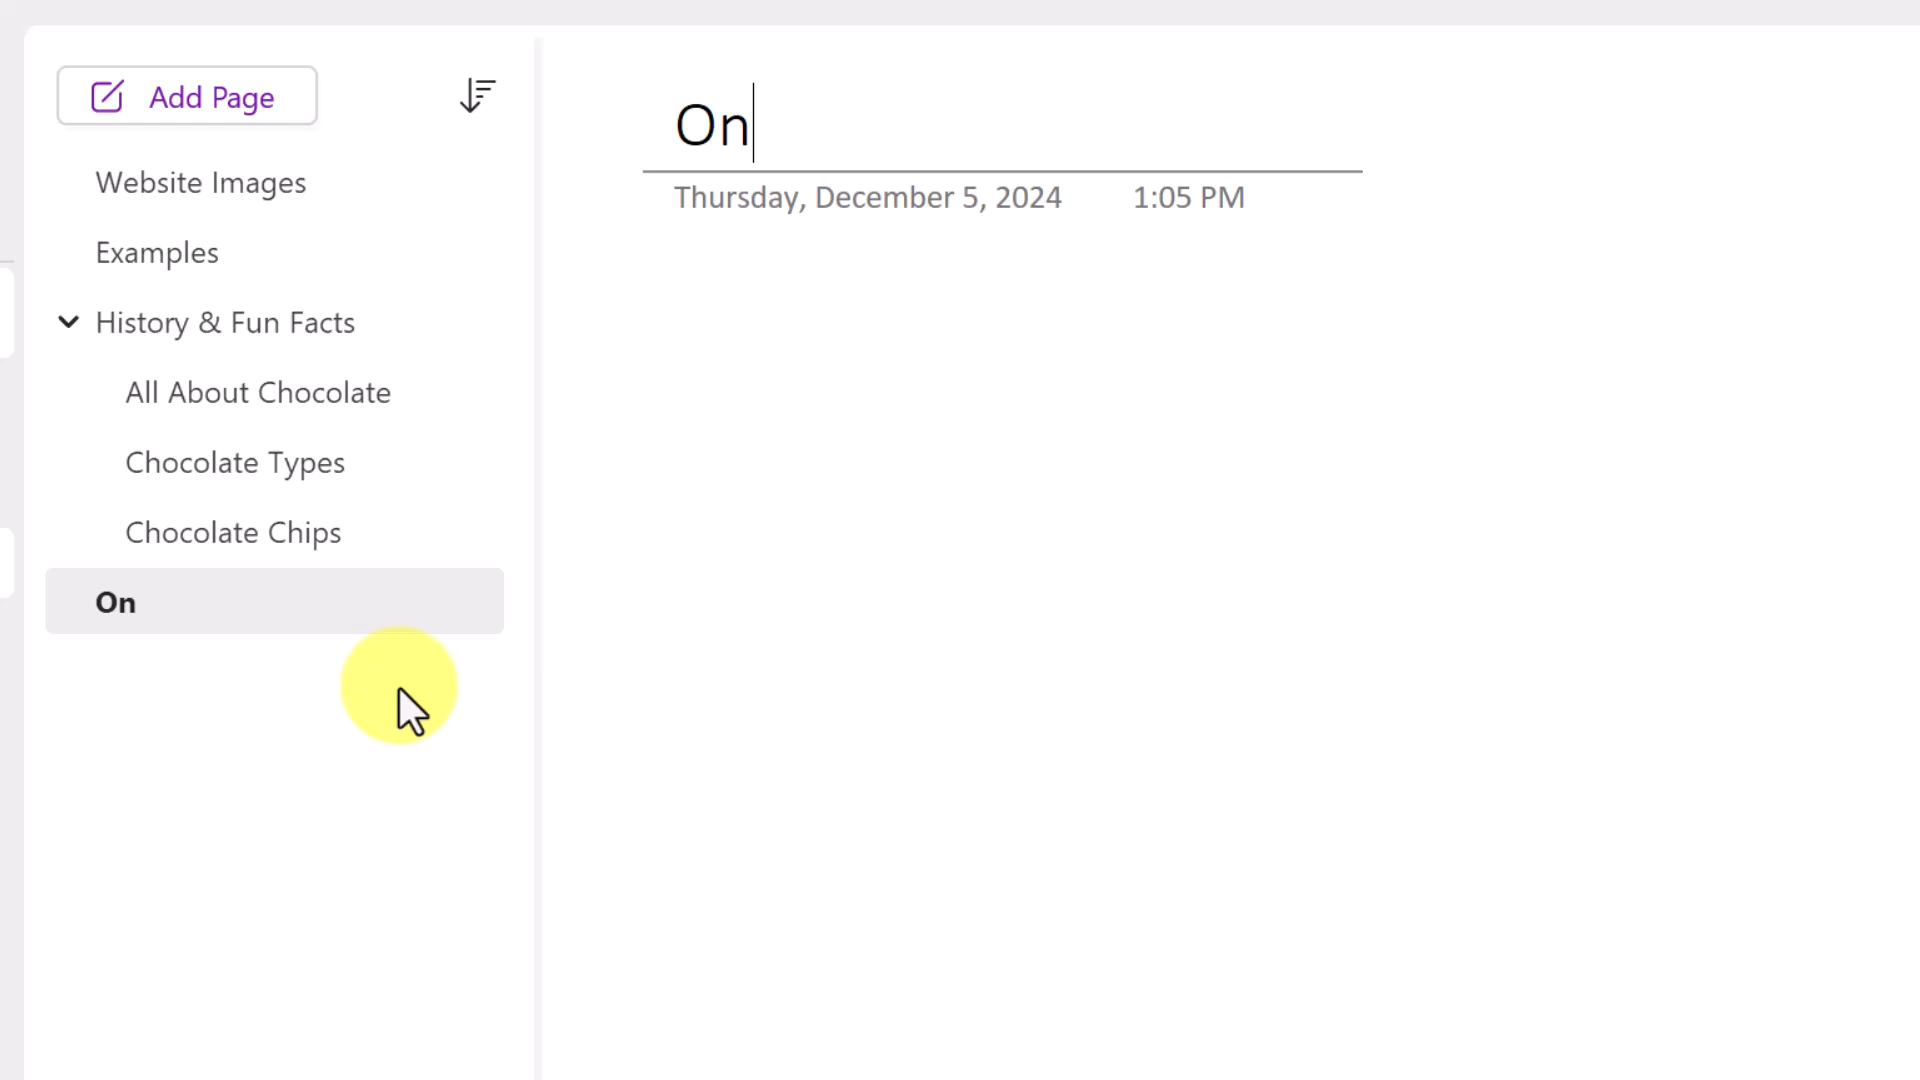 Add Page
Website Images
Examples
History & Fun Facts
All About Chocolate
Chocolate Types
Chocolate Chips
On
On
Thursday, December 5, 2024 1:05 PM